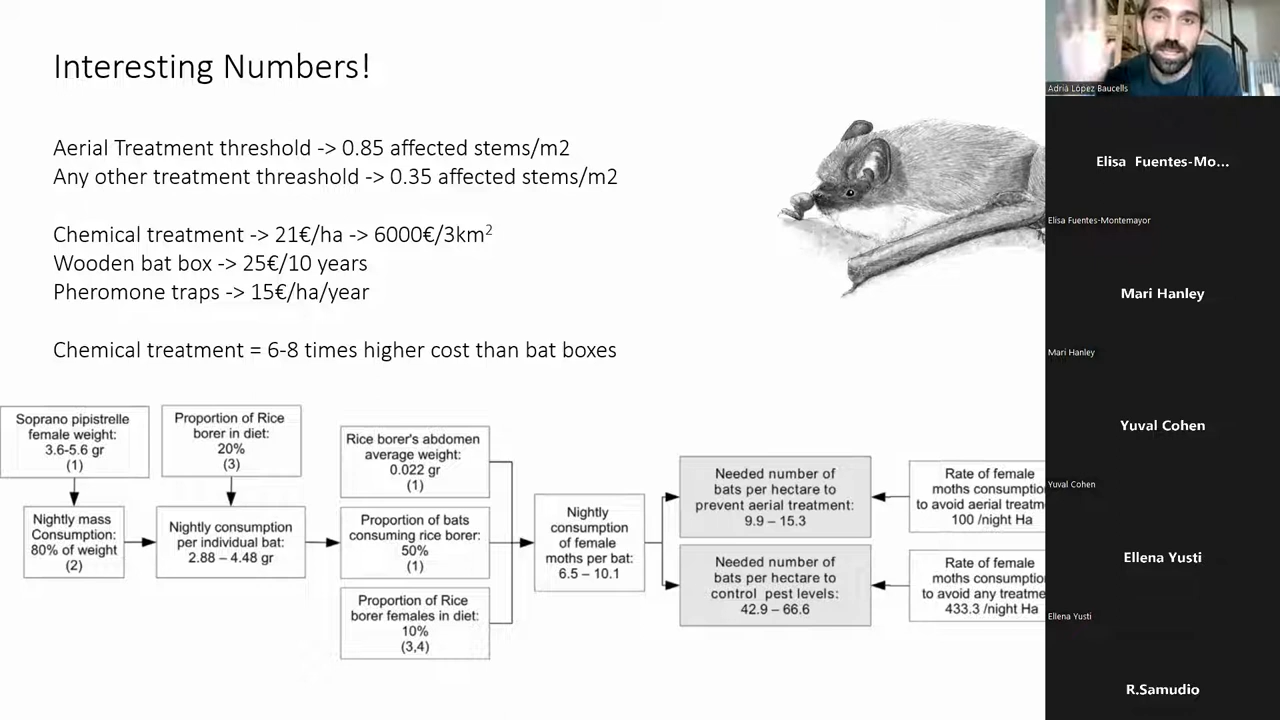 Interesting Numbers!
Aerial Treatment threshold -> 0.85 affected stems/m2
Any other treatment threashold -> 0.35 affected stems/m2
Chemical treatment -> 21€/ha -> 6000€/3km²
Wooden bat box -> 25€/10 years
Pheromone traps -> 15€/ha/year
Chemical treatment = 6-8 times higher cost than bat boxes
Soprano pipistrelle
female weight:
3.6-5.6 gr
(1)
Proportion of Rice
borer in diet:
20%
(3)
Nightly mass
Consumption:
80% of weight
(2)
Nightly consumption
per individual bat:
2.88 – 4.48 gr
Rice borer's abdomen
average weight:
0.022 gr
(1)
Proportion of bats
consuming rice borer:
50%
(1)
Proportion of Rice
borer females in diet:
10%
(3,4)
Nightly
consumption
of female
moths per bat:
6.5 – 10.1
Needed number of
bats per hectare to
prevent aerial treatment:
9.9 – 15.3
Needed number of
bats per hectare to
control pest levels:
42.9 – 66.6
Rate of female
moths consumptio
to avoid aerial treatm
100 /night Ha
Rate of female
moths consumptio
to avoid any treatme
433.3 /night Ha
Adrià López Baucells
Elisa Fuentes-Mo...
Elisa Fuentes-Montemayor
Mari Hanley
Mari Hanley
Yuval Cohen
Yuval Cohen
Ellena Yusti
Ellena Yusti
R.Samudio